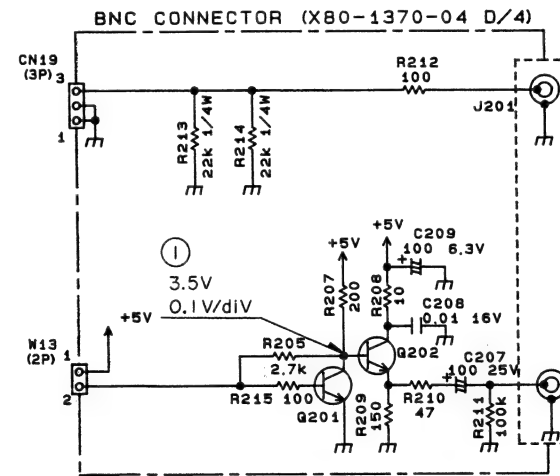 BNC CONNECTOR (X80-1370-04 D/4)
CN19
(3P)
3
1
R212
100
J201
R213
22k 1/4W
R214
22k 1/4W
1
3.5V
0.1V/diV
+5V
+5V
+5V
C209
100 6.3V
R207
200
R208
10
C208
0.01 16V
W13
(2P)
1
2
R205
2.7k
R215
100
Q201
Q202
R209
150
R210
47
C207
100 25V
R211
100k